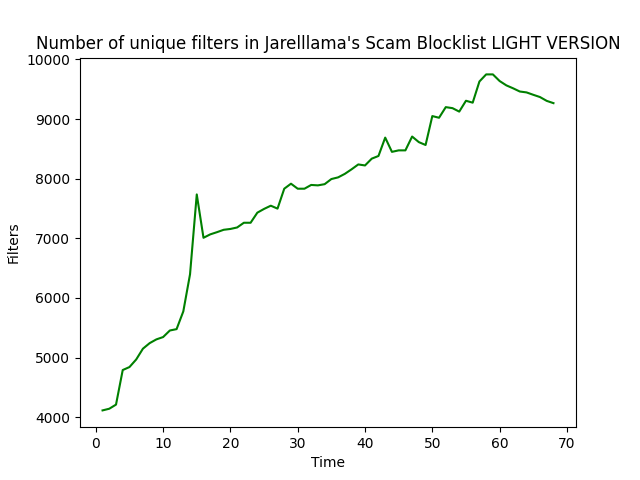 Number of unique filters in Jarelllama's Scam Blocklist LIGHT VERSION
10000
9000
8000
7000
6000
5000
4000
Filters
0 10 20 30 40 50 60 70
Time